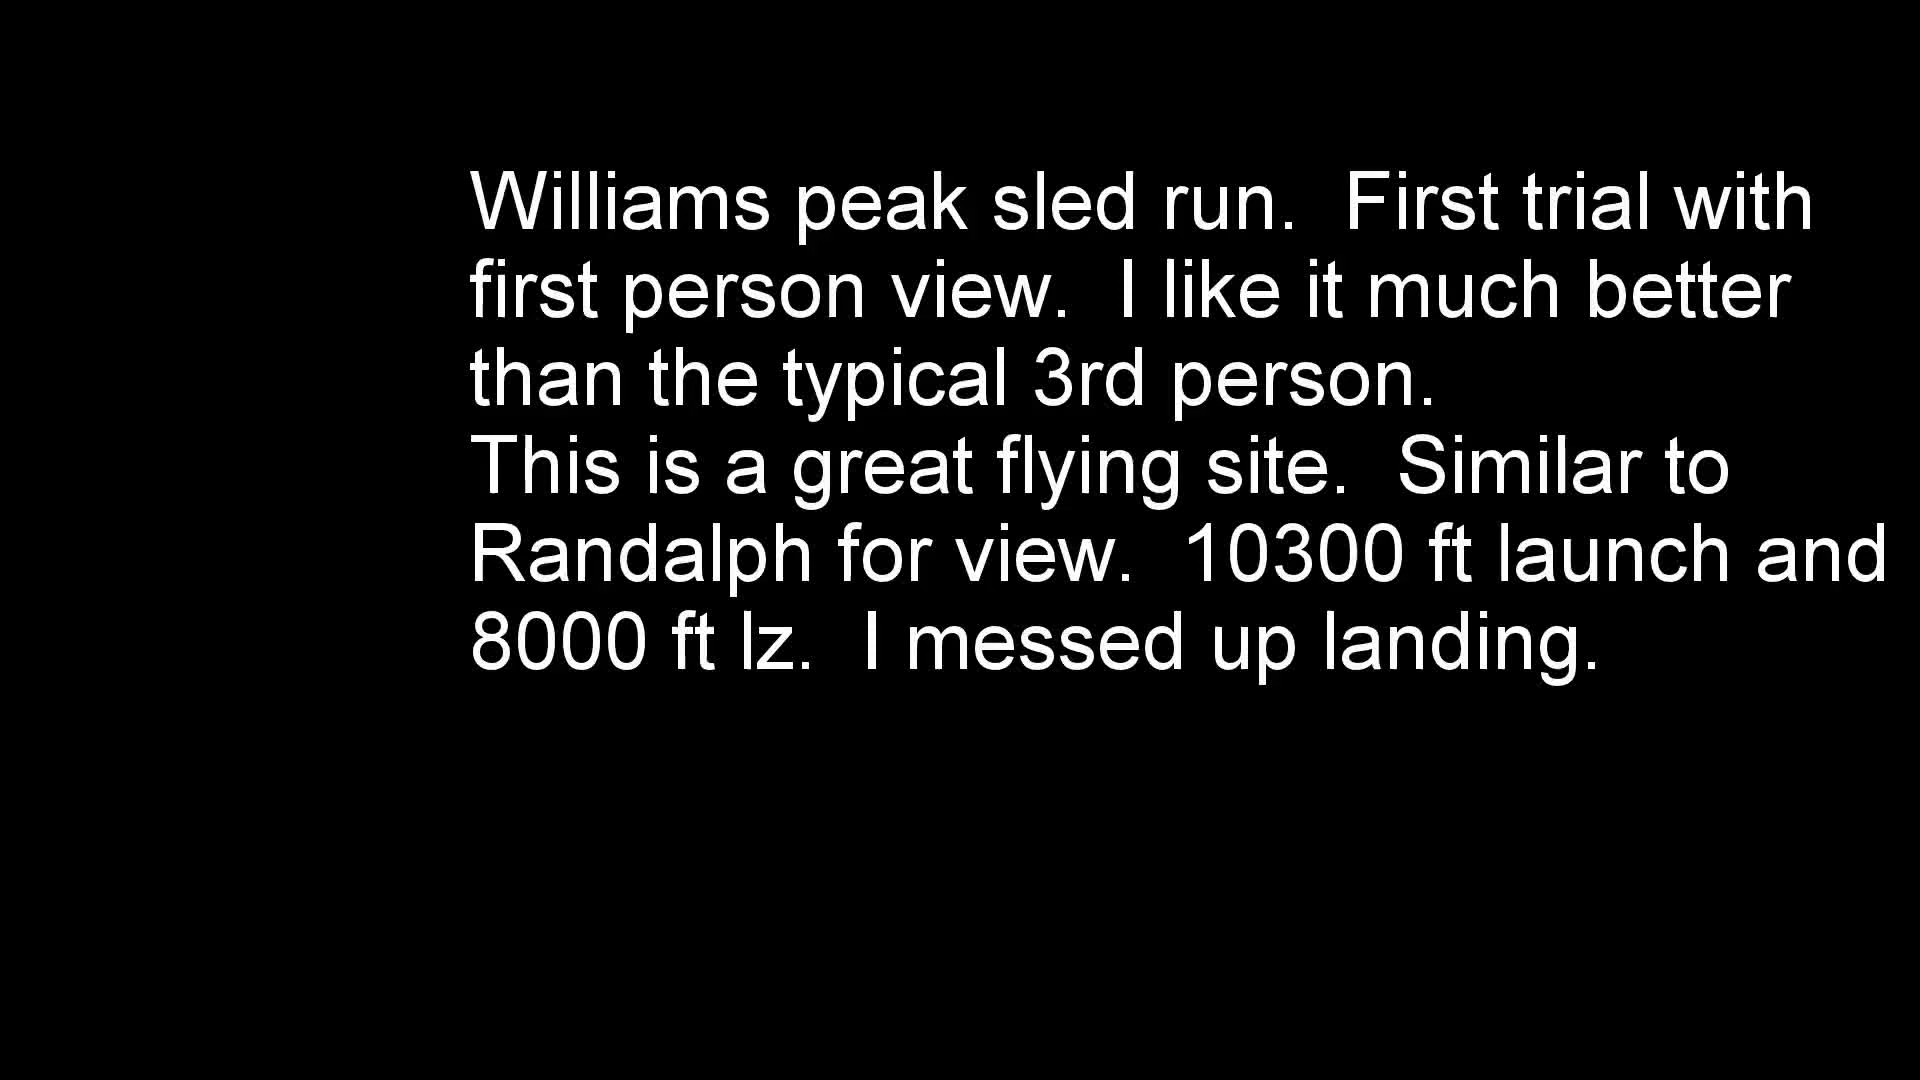 Williams peak sled run.  First trial with
first person view.  I like it much better
than the typical 3rd person.
This is a great flying site.  Similar to
Randalph for view.  10300 ft launch and
8000 ft lz.  I messed up landing.